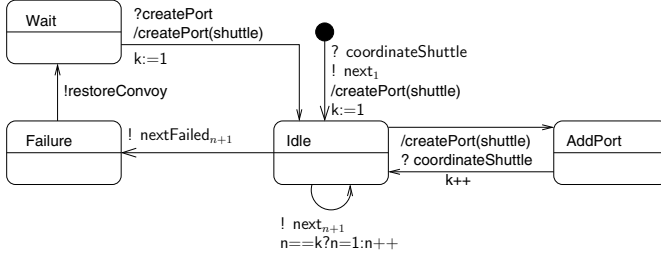 Wait
?createPort
/createPort(shuttle)
k:=1
? coordinateShuttle
! next₁
/createPort(shuttle)
k:=1
!restoreConvoy
Failure
! nextFailedₙ₊₁
Idle
/createPort(shuttle)
? coordinateShuttle
k++
AddPort
! nextₙ₊₁
n==k?n=1:n++